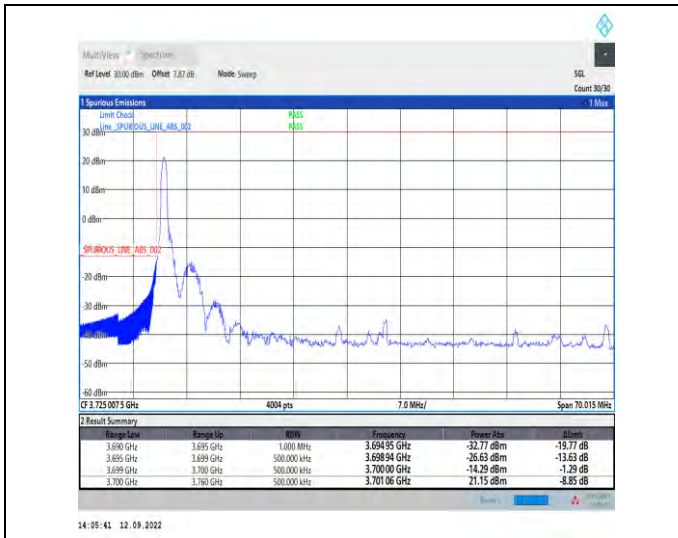 MultiView Spectrum
Ref Level 30.00 dBm Offset 7.87 dB Mode Sweep SGL
Count 30/30
1 Spurious Emissions 1 Max
Limit Check PASS
Line _SPURIOUS_LINE_ABS_002 PASS
30 dBm
20 dBm
10 dBm
0 dBm
_SPURIOUS_LINE_ABS_002
-20 dBm
-30 dBm
-40 dBm
-50 dBm
-60 dBm
CF 3.725 007 5 GHz 4004 pts 7.0 MHz/ Span 70.015 MHz
2 Result Summary
Range Low Range Up RBW Frequency Power Abs ΔLimit
3.690 GHz 3.695 GHz 1.000 MHz 3.694 95 GHz -32.77 dBm -19.77 dB
3.695 GHz 3.699 GHz 500.000 kHz 3.698 94 GHz -26.63 dBm -13.63 dB
3.699 GHz 3.700 GHz 500.000 kHz 3.700 00 GHz -14.29 dBm -1.29 dB
3.700 GHz 3.760 GHz 500.000 kHz 3.701 06 GHz 21.15 dBm -8.85 dB
14:05:41 12.09.2022